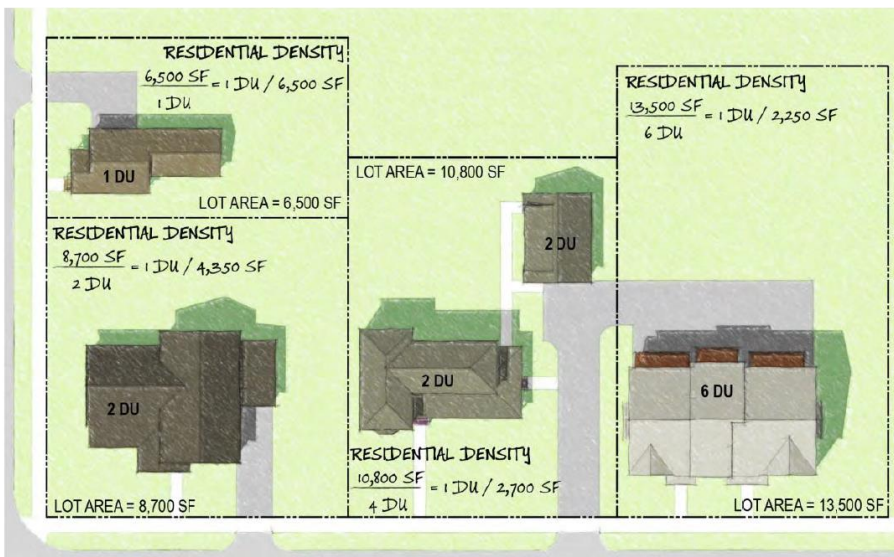 RESIDENTIAL DENSITY
6,500 SF
1 DU
= 1 DU / 6,500 SF
1 DU
LOT AREA = 6,500 SF
RESIDENTIAL DENSITY
8,700 SF
2 DU
= 1 DU / 4,350 SF
2 DU
LOT AREA = 8,700 SF
LOT AREA = 10,800 SF
2 DU
2 DU
RESIDENTIAL DENSITY
10,800 SF
4 DU
= 1 DU / 2,700 SF
RESIDENTIAL DENSITY
13,500 SF
6 DU
= 1 DU / 2,250 SF
6 DU
LOT AREA = 13,500 SF